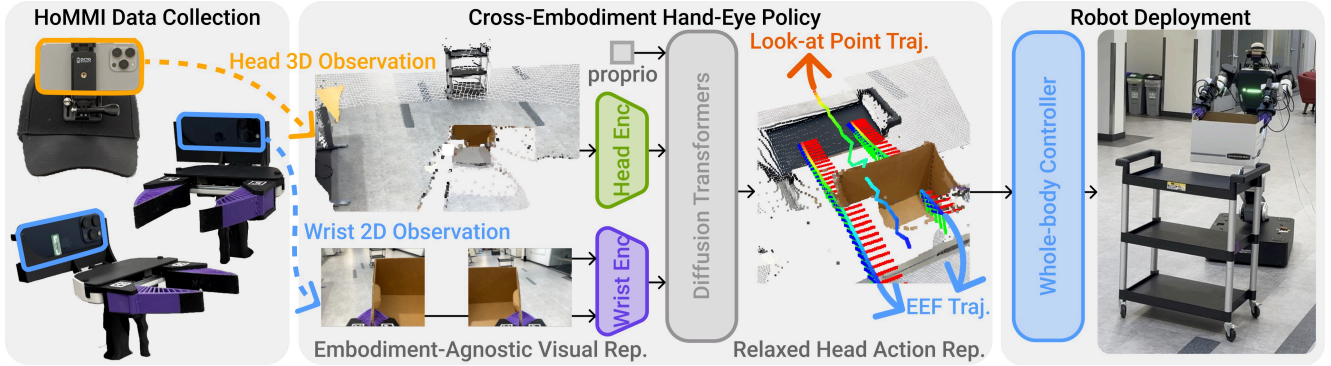 HoMMI Data Collection
Cross-Embodiment Hand-Eye Policy
Robot Deployment
Head 3D Observation
proprio
Look-at Point Traj.
Head Enc.
Diffusion Transformers
Whole-body Controller
Wrist 2D Observation
Wrist Enc.
EEF Traj.
Embodiment-Agnostic Visual Rep.
Relaxed Head Action Rep.